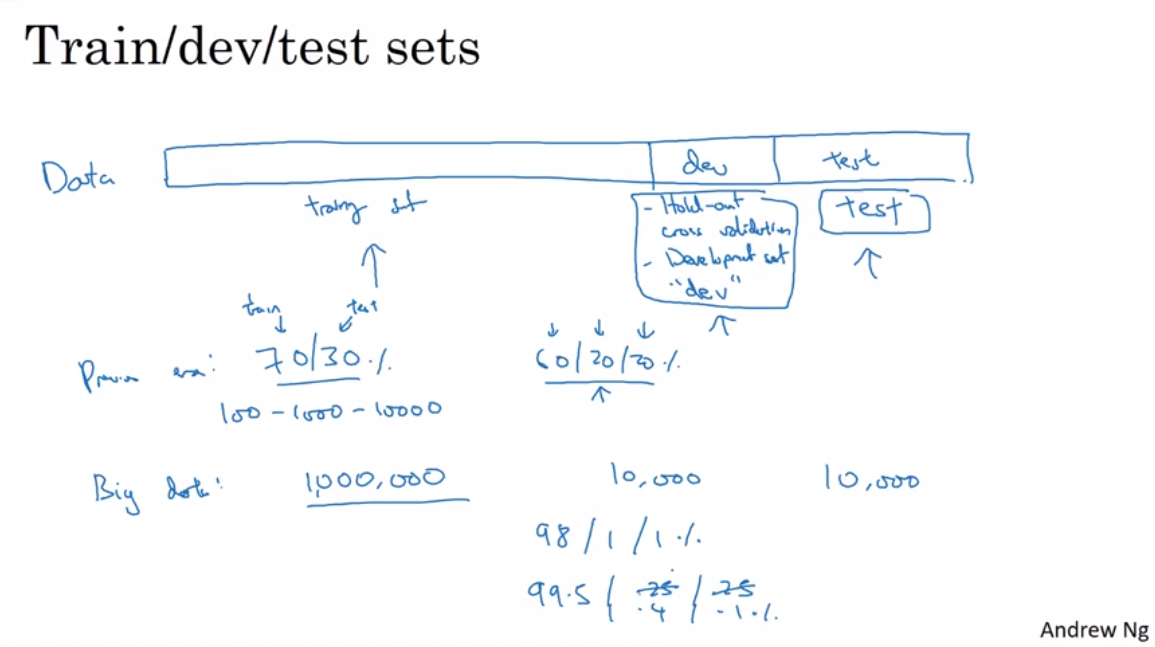 Train/dev/test sets
Data
dev
test
training set
- Hold-out
cross validation
- Development set
"dev"
test
train
test
Previous era:
70/30 %
60/20/20 %
100 - 1000 - 10000
Big data:
1,000,000
10,000
10,000
98 / 1 / 1 %
99.5 / .25 / .25
.4 .1 %
Andrew Ng